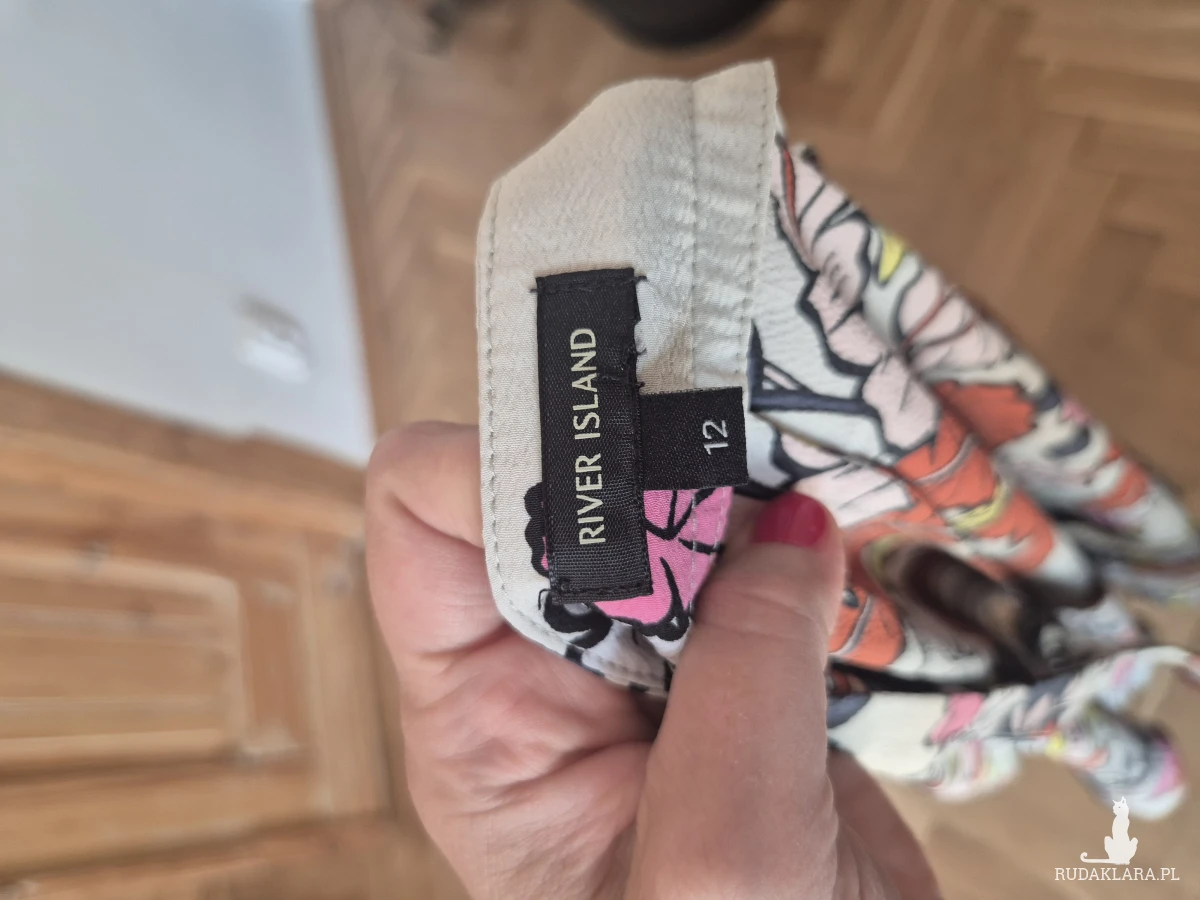 RIVER ISLAND
12
RUDAKLARA.PL